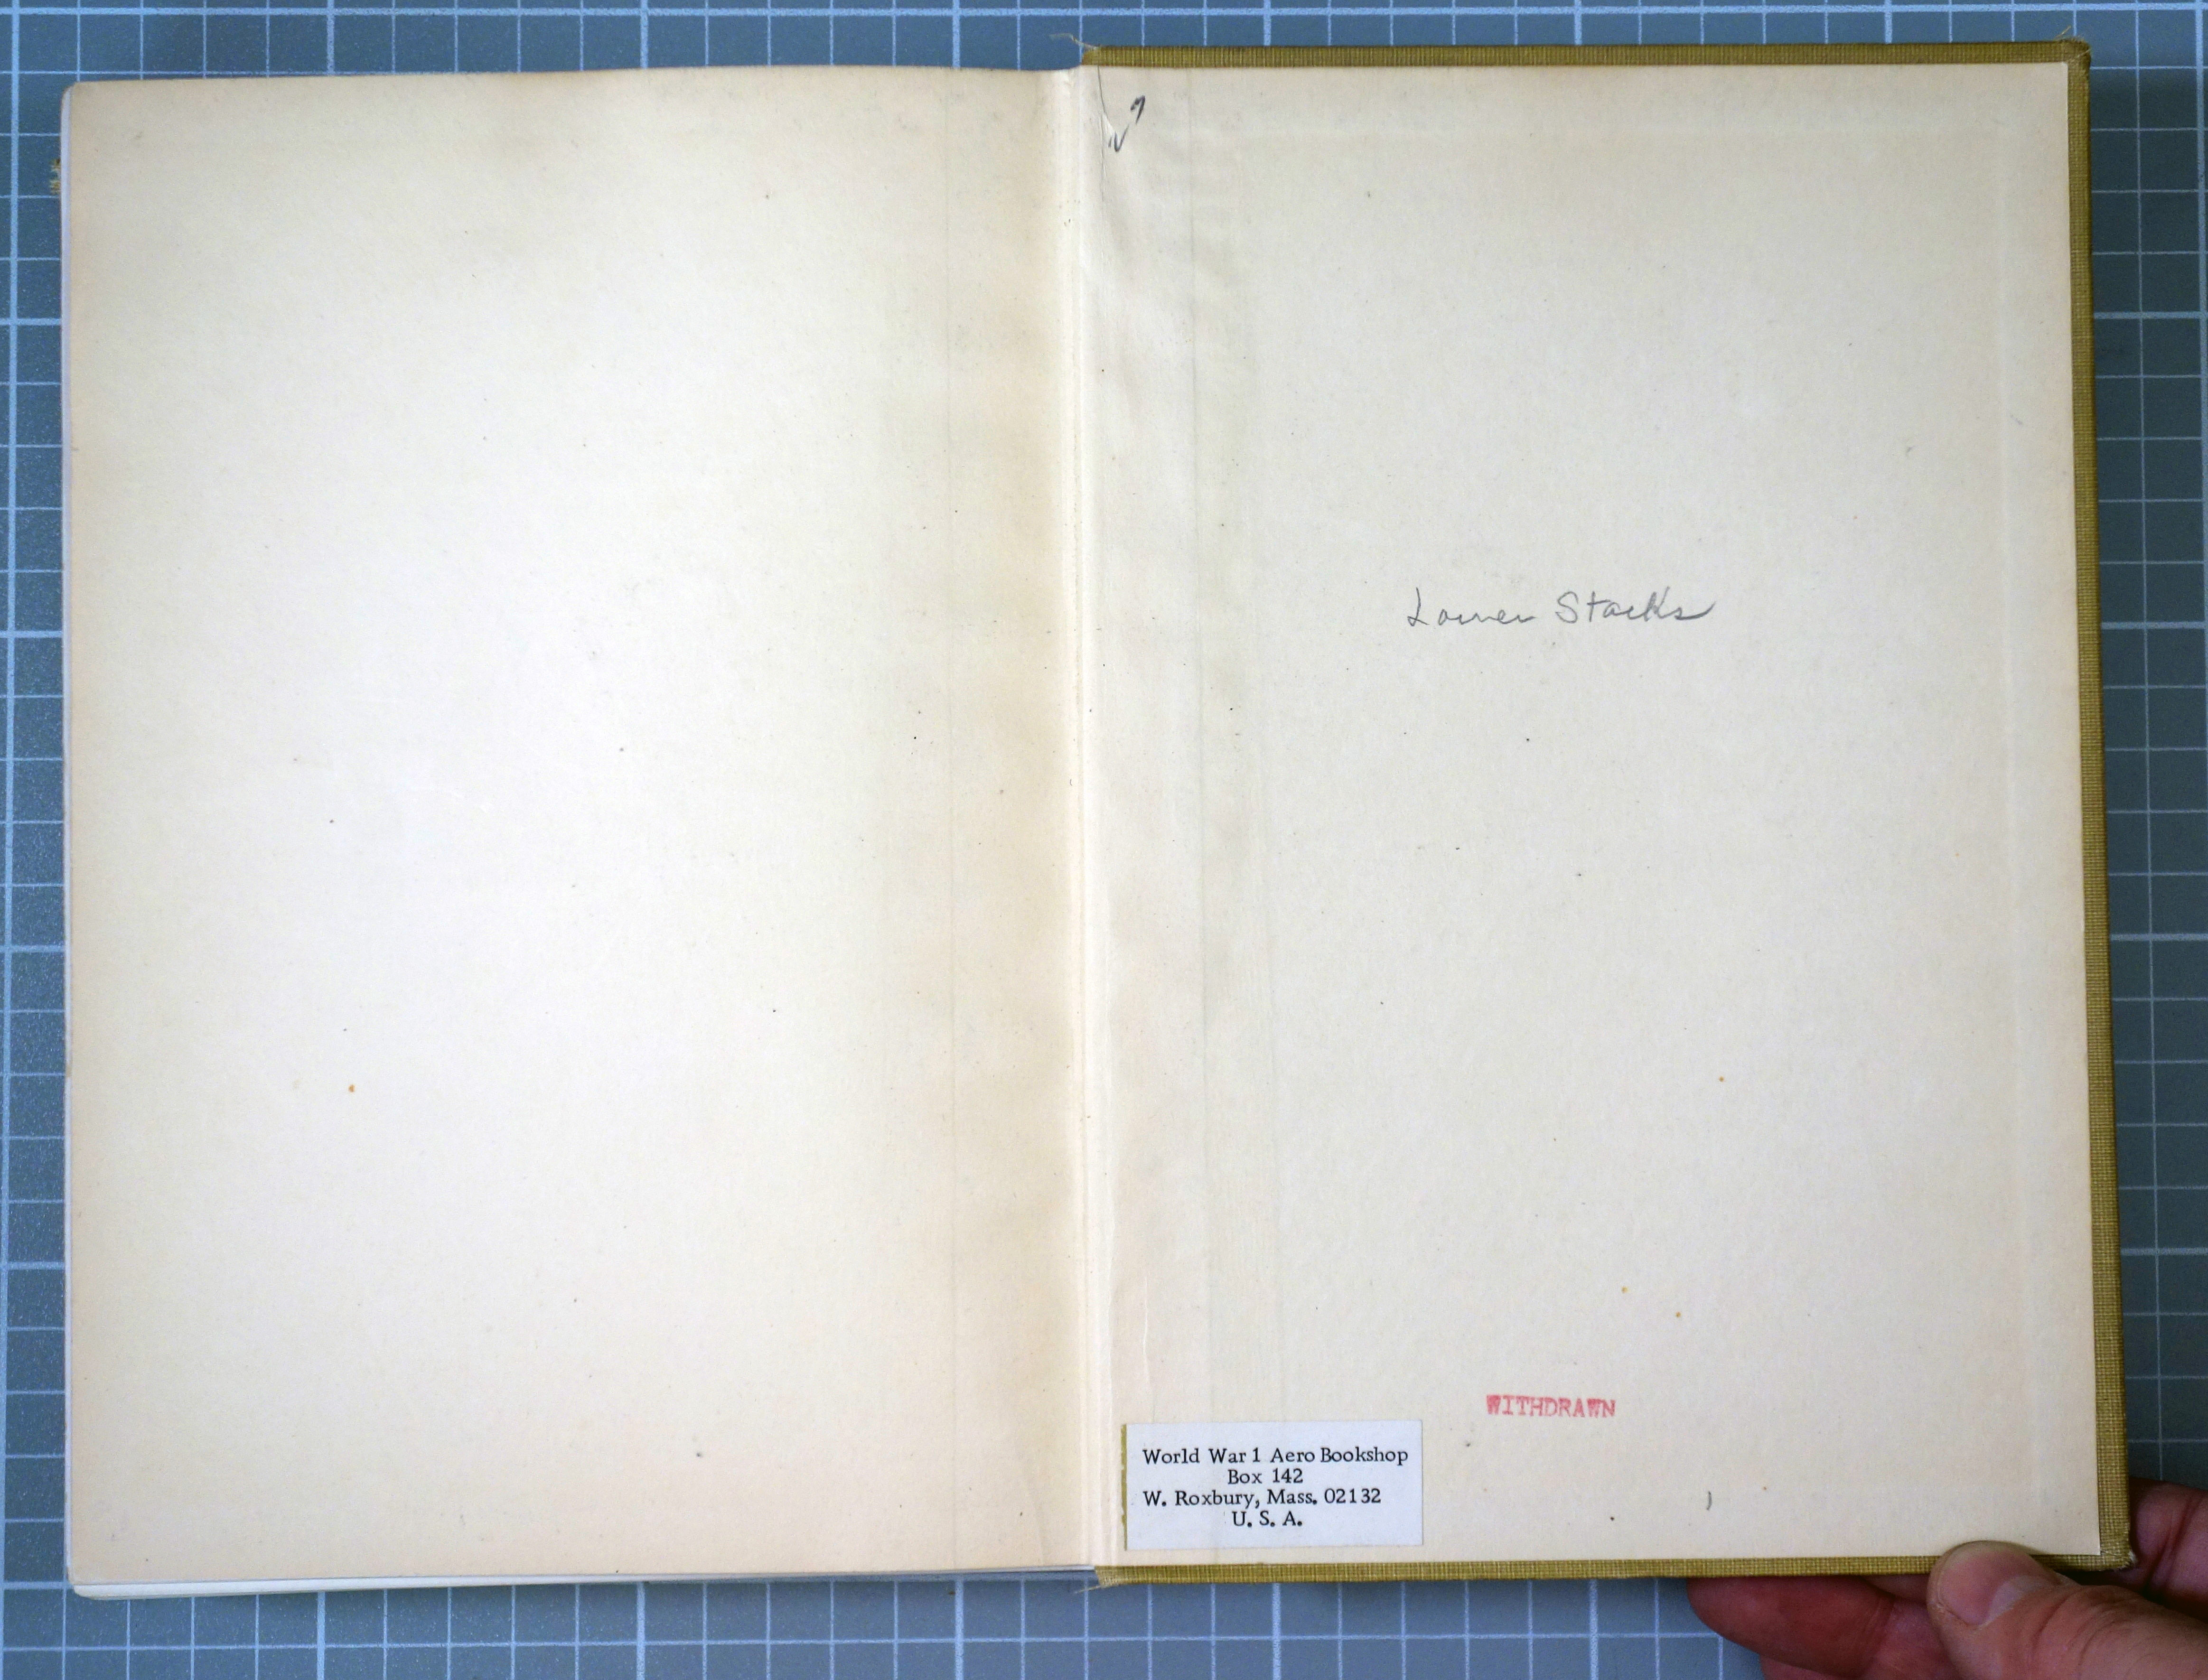 Lower Stacks
WITHDRAWN
World War 1 Aero Bookshop
Box 142
W. Roxbury, Mass. 02132
U. S. A.